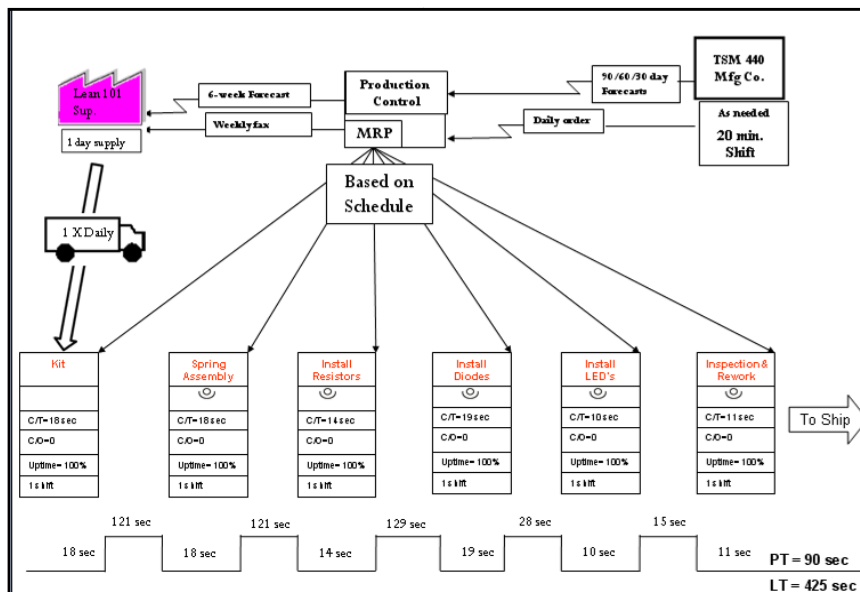 Lean 101
Sup.
1 day supply
6-week Forecast
Weekly fax
Production
Control
MRP
90/60/30 day
Forecasts
Daily order
TSM 440
Mfg Co.
As needed
20 min.
Shift
Based on
Schedule
1 X Daily
Kit
C/T=18 sec
C/O=0
Uptime= 100%
1 shift
Spring
Assembly
C/T=18 sec
C/O=0
Uptime= 100%
1 shift
Install
Resistors
C/T=14 sec
C/O=0
Uptime= 100%
1 shift
Install
Diodes
C/T=19 sec
C/O=0
Uptime= 100%
1 shift
Install
LED's
C/T=10 sec
C/O=0
Uptime= 100%
1 shift
Inspection &
Rework
C/T=11 sec
C/O=0
Uptime= 100%
1 shift
To Ship
121 sec
121 sec
129 sec
28 sec
15 sec
18 sec
18 sec
14 sec
19 sec
10 sec
11 sec
PT = 90 sec
LT = 425 sec